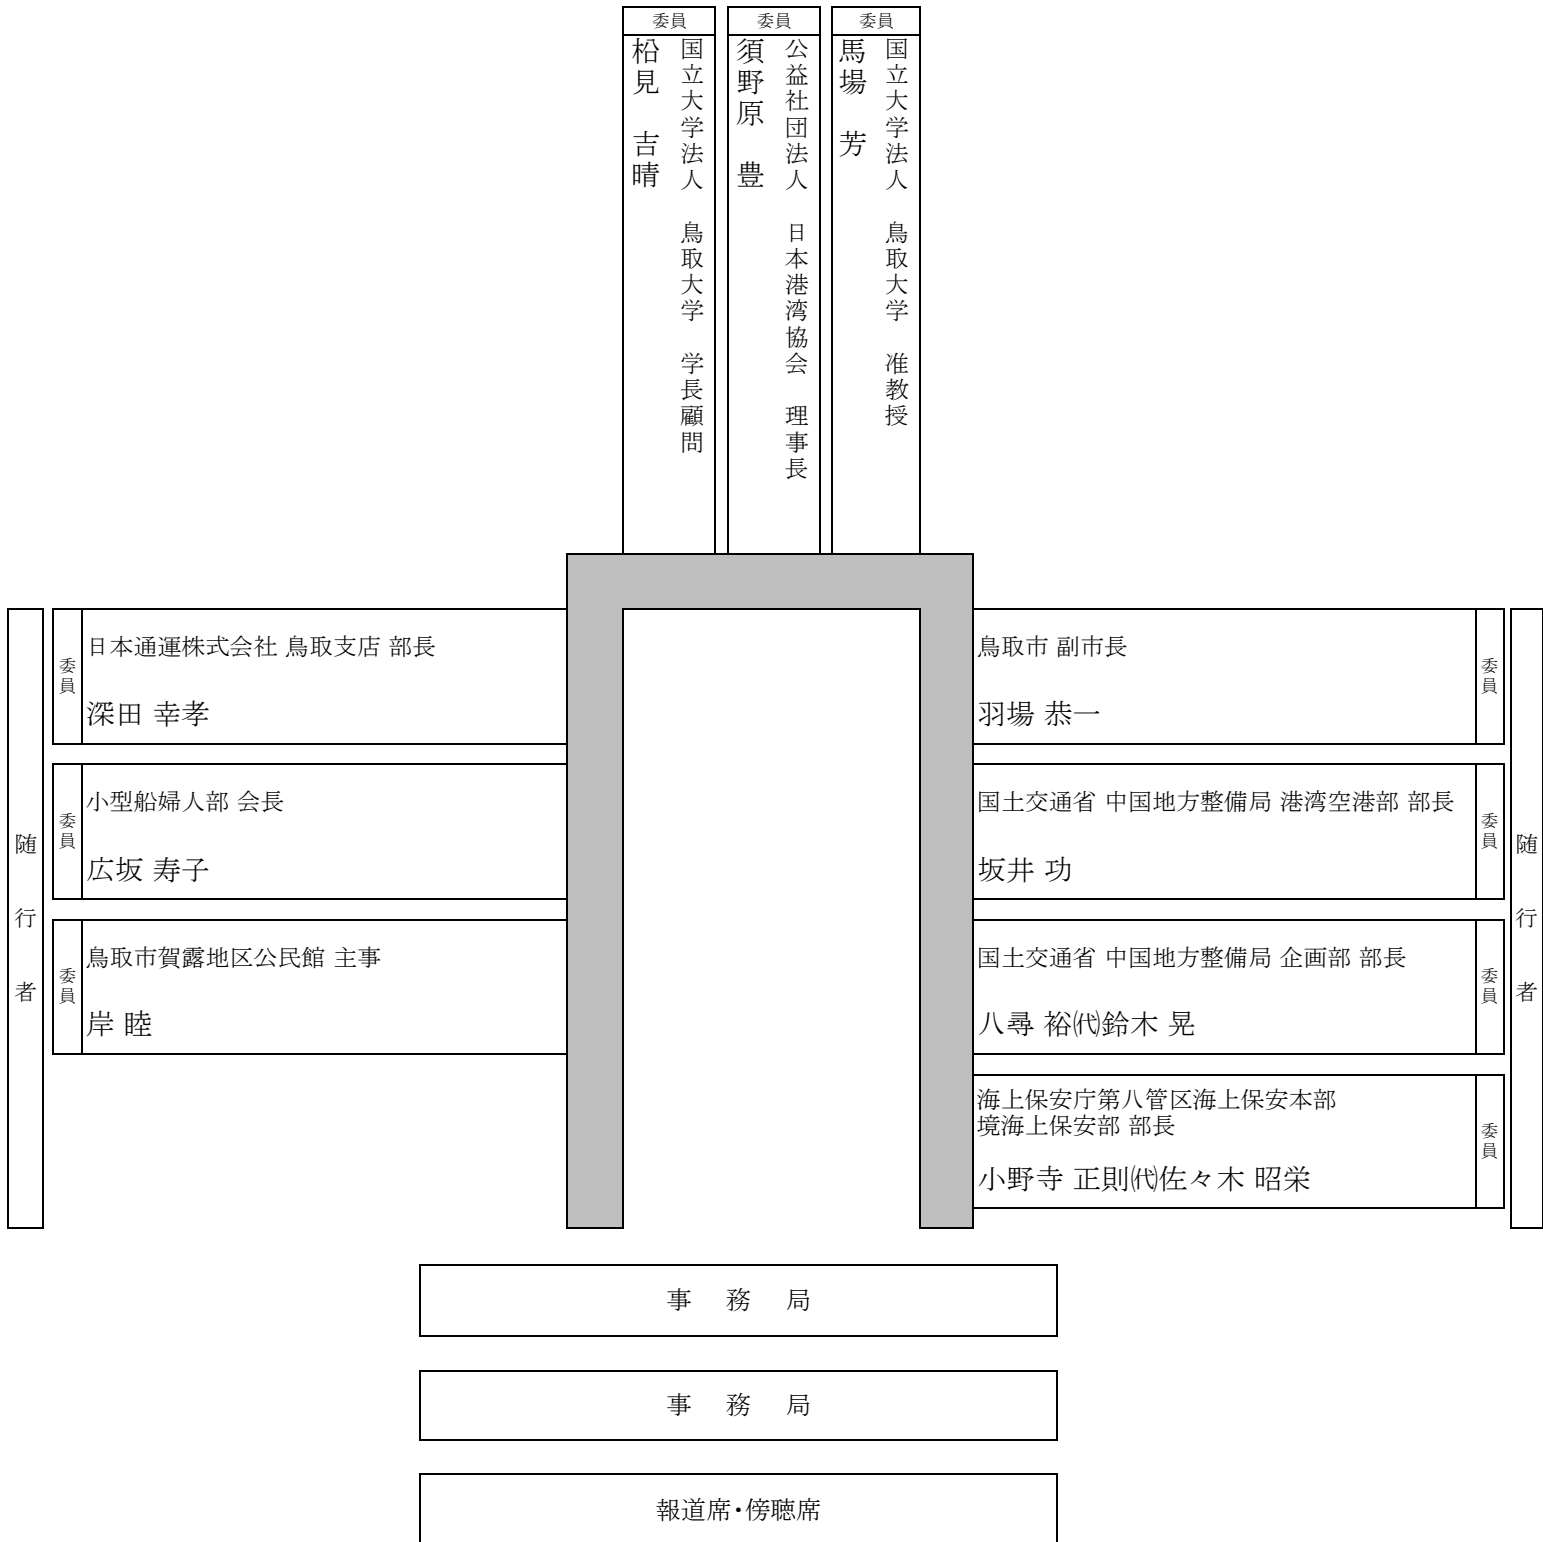 委員
国立大学法人　鳥取大学　学長顧問
松見　吉晴
委員
公益社団法人　日本港湾協会　理事長
須野原　豊
委員
国立大学法人　鳥取大学　准教授
馬場　芳
随行者
委員
日本通運株式会社 鳥取支店 部長
深田 幸孝
委員
小型船婦人部 会長
広坂 寿子
委員
鳥取市賀露地区公民館 主事
岸 睦
委員
鳥取市 副市長
羽場 恭一
委員
国土交通省 中国地方整備局 港湾空港部 部長
坂井 功
委員
国土交通省 中国地方整備局 企画部 部長
八尋 裕㈹鈴木 晃
委員
海上保安庁第八管区海上保安本部
境海上保安部 部長
小野寺 正則㈹佐々木 昭栄
随行者
事　務　局
事　務　局
報道席・傍聴席